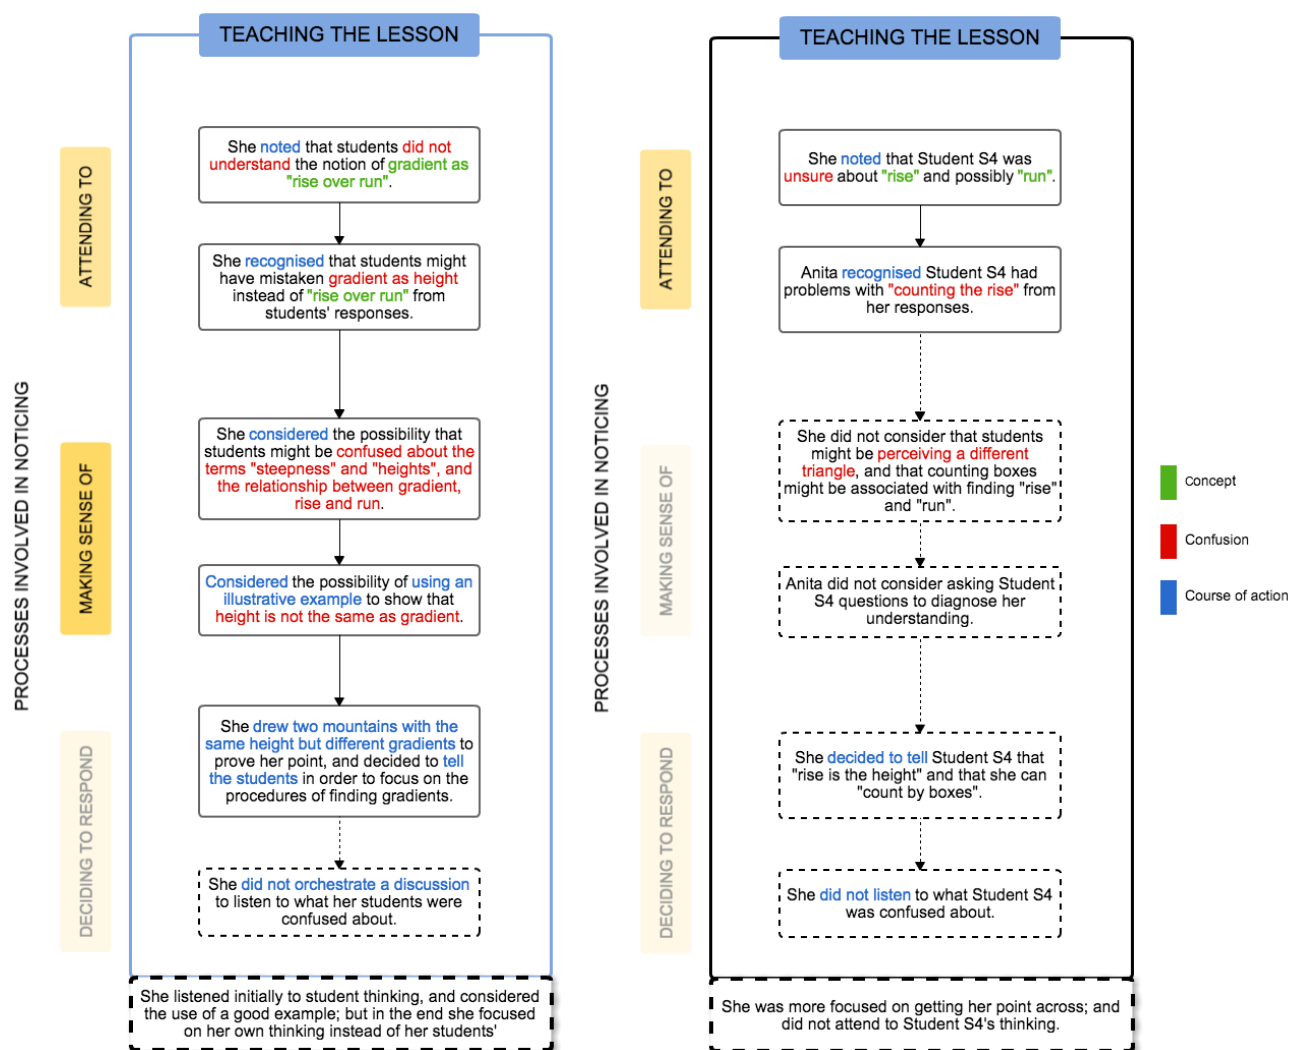 TEACHING THE LESSON
PROCESSES INVOLVED IN NOTICING
ATTENDING TO
She noted that students did not
understand the notion of gradient as
"rise over run".
She recognised that students might
have mistaken gradient as height
instead of "rise over run" from
students' responses.
MAKING SENSE OF
She considered the possibility that
students might be confused about the
terms "steepness" and "heights", and
the relationship between gradient,
rise and run.
Considered the possibility of using an
illustrative example to show that
height is not the same as gradient.
DECIDING TO RESPOND
She drew two mountains with the
same height but different gradients to
prove her point, and decided to tell
the students in order to focus on the
procedures of finding gradients.
She did not orchestrate a discussion
to listen to what her students were
confused about.
She listened initially to student thinking, and considered
the use of a good example; but in the end she focused
on her own thinking instead of her students'
TEACHING THE LESSON
PROCESSES INVOLVED IN NOTICING
ATTENDING TO
She noted that Student S4 was
unsure about "rise" and possibly "run".
Anita recognised Student S4 had
problems with "counting the rise" from
her responses.
MAKING SENSE OF
She did not consider that students
might be perceiving a different
triangle, and that counting boxes
might be associated with finding "rise"
and "run".
Anita did not consider asking Student
S4 questions to diagnose her
understanding.
DECIDING TO RESPOND
She decided to tell Student S4 that
"rise is the height" and that she can
"count by boxes".
She did not listen to what Student S4
was confused about.
She was more focused on getting her point across; and
did not attend to Student S4's thinking.
Concept
Confusion
Course of action